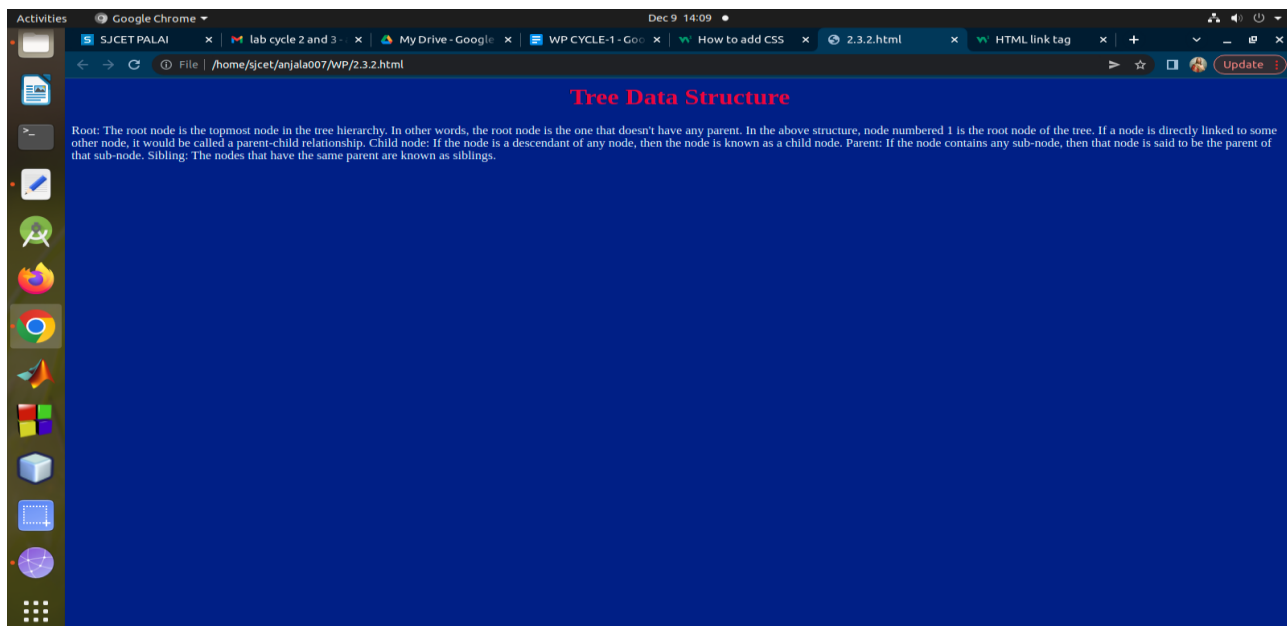 Activities Google Chrome Dec 9 14:09
SJCET PALAI lab cycle 2 and 3 - My Drive - Google WP CYCLE-1 - Goo How to add CSS 2.3.2.html HTML link tag
File /home/sjcet/anjala007/WP/2.3.2.html Update
Tree Data Structure
Root: The root node is the topmost node in the tree hierarchy. In other words, the root node is the one that doesn't have any parent. In the above structure, node numbered 1 is the root node of the tree. If a node is directly linked to some
other node, it would be called a parent-child relationship. Child node: If the node is a descendant of any node, then the node is known as a child node. Parent: If the node contains any sub-node, then that node is said to be the parent of
that sub-node. Sibling: The nodes that have the same parent are known as siblings.